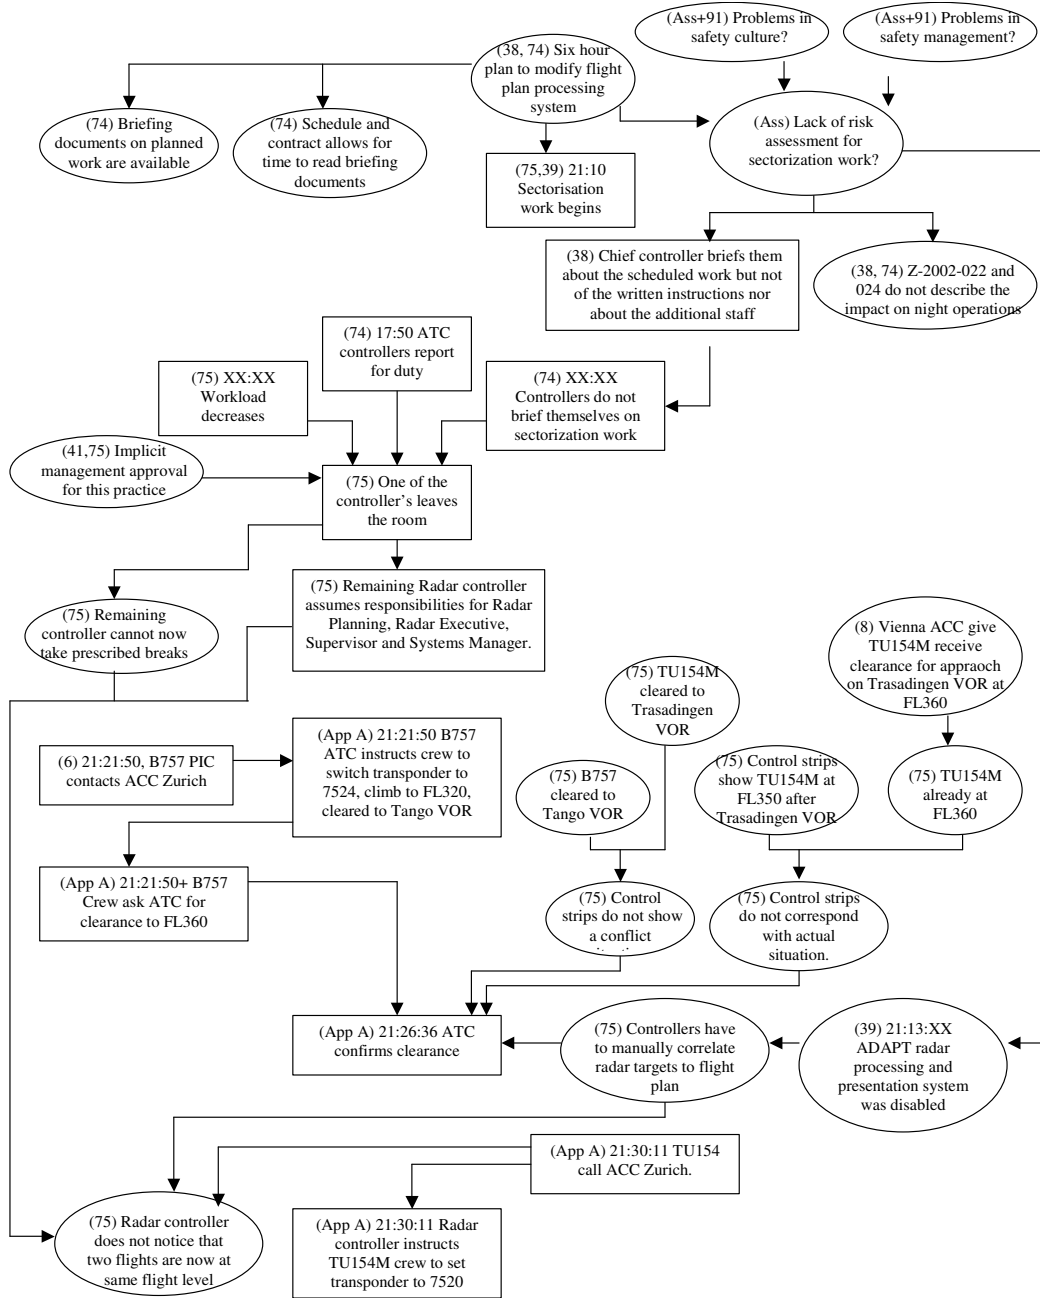 (Ass+91) Problems in
safety culture?
(Ass+91) Problems in
safety management?
(38, 74) Six hour
plan to modify flight
plan processing
system
(74) Briefing
documents on planned
work are available
(74) Schedule and
contract allows for
time to read briefing
documents
(75,39) 21:10
Sectorisation
work begins
(Ass) Lack of risk
assessment for
sectorization work?
(38) Chief controller briefs them
about the scheduled work but not
of the written instructions nor
about the additional staff
(38, 74) Z-2002-022 and
024 do not describe the
impact on night operations
(74) 17:50 ATC
controllers report
for duty
(75) XX:XX
Workload
decreases
(74) XX:XX
Controllers do not
brief themselves on
sectorization work
(41,75) Implicit
management approval
for this practice
(75) One of the
controller's leaves
the room
(75) Remaining
controller cannot now
take prescribed breaks
(75) Remaining Radar controller
assumes responsibilities for Radar
Planning, Radar Executive,
Supervisor and Systems Manager.
(8) Vienna ACC give
TU154M receive
clearance for appraoch
on Trasadingen VOR at
FL360
(75) TU154M
cleared to
Trasadingen
VOR
(6) 21:21:50, B757 PIC
contacts ACC Zurich
(App A) 21:21:50 B757
ATC instructs crew to
switch transponder to
7524, climb to FL320,
cleared to Tango VOR
(75) B757
cleared to
Tango VOR
(75) Control strips
show TU154M at
FL350 after
Trasadingen VOR
(75) TU154M
already at
FL360
(App A) 21:21:50+ B757
Crew ask ATC for
clearance to FL360
(75) Control
strips do not show
a conflict
(75) Control strips
do not correspond
with actual
situation.
(App A) 21:26:36 ATC
confirms clearance
(75) Controllers have
to manually correlate
radar targets to flight
plan
(39) 21:13:XX
ADAPT radar
processing and
presentation system
was disabled
(App A) 21:30:11 TU154
call ACC Zurich.
(75) Radar controller
does not notice that
two flights are now at
same flight level
(App A) 21:30:11 Radar
controller instructs
TU154M crew to set
transponder to 7520